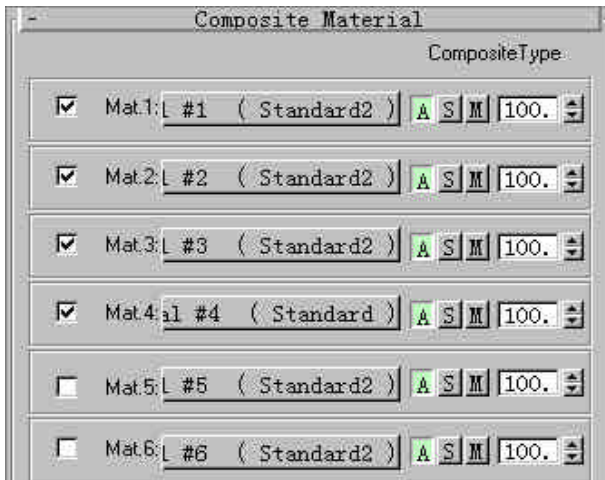 - Composite Material
CompositeType
Mat.1: l #1 ( Standard2 ) A S M 100.
Mat.2: l #2 ( Standard2 ) A S M 100.
Mat.3: l #3 ( Standard2 ) A S M 100.
Mat.4: al #4 ( Standard ) A S M 100.
Mat.5: l #5 ( Standard2 ) A S M 100.
Mat.6: l #6 ( Standard2 ) A S M 100.